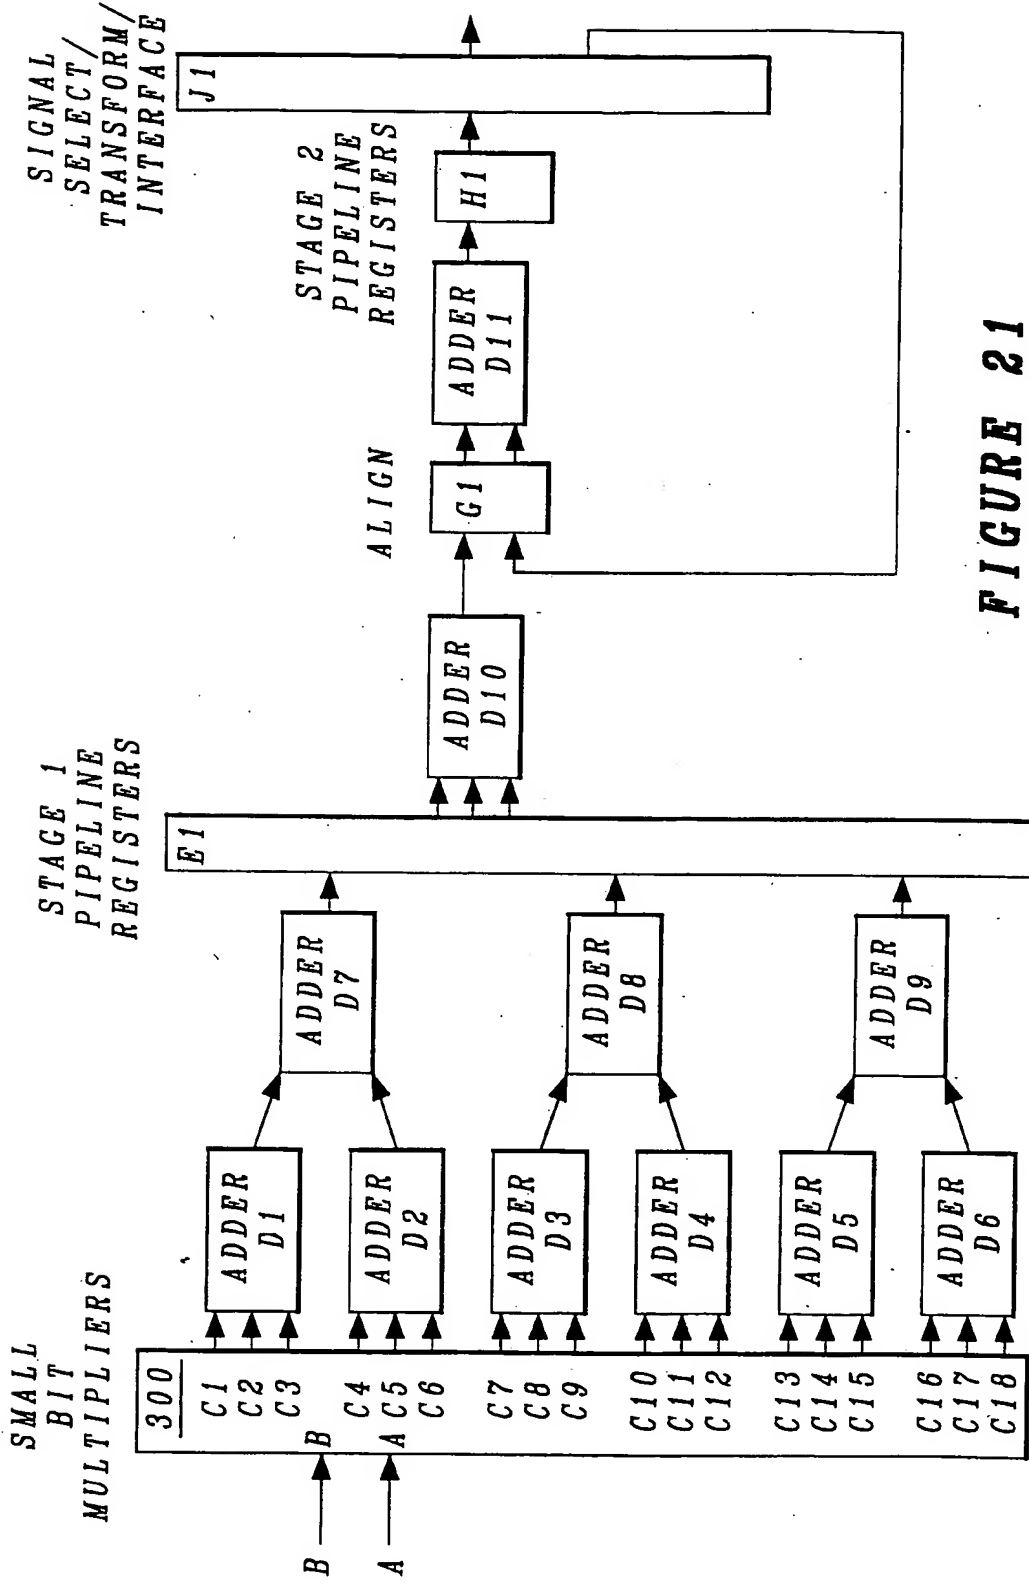 SMALL
BIT
MULTIPLIERS
300
C1
C2
C3
C4
C5
C6
C7
C8
C9
C10
C11
C12
C13
C14
C15
C16
C17
C18
B
A
B
A
ADDER
D1
ADDER
D2
ADDER
D3
ADDER
D4
ADDER
D5
ADDER
D6
ADDER
D7
ADDER
D8
ADDER
D9
STAGE 1
PIPELINE
REGISTERS
E1
ADDER
D10
ALIGN
G1
ADDER
D11
STAGE 2
PIPELINE
REGISTERS
H1
SIGNAL
SELECT/
TRANSFORM/
INTERFACE
J1
FIGURE 21